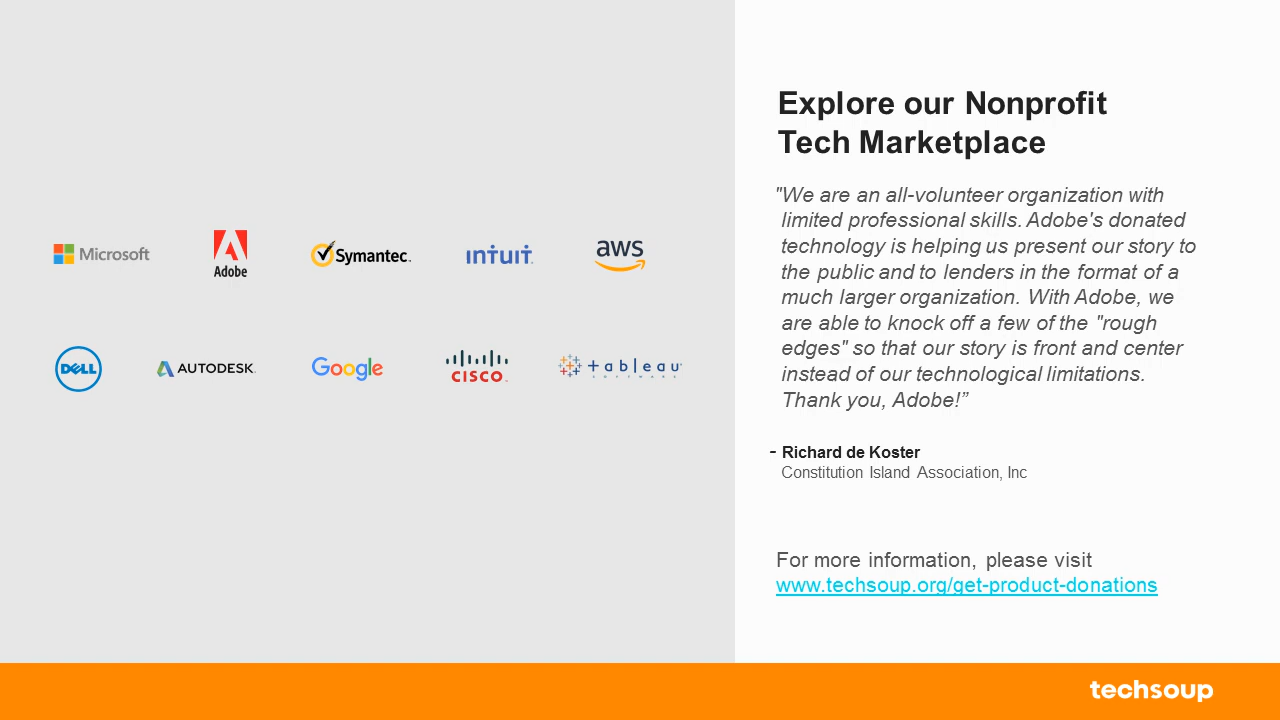 Microsoft
Adobe
Symantec.
intuit.
aws
DELL
AUTODESK.
Google
CISCO
tableau
SOFTWARE
Explore our Nonprofit
Tech Marketplace
"We are an all-volunteer organization with
limited professional skills. Adobe's donated
technology is helping us present our story to
the public and to lenders in the format of a
much larger organization. With Adobe, we
are able to knock off a few of the "rough
edges" so that our story is front and center
instead of our technological limitations.
Thank you, Adobe!”
- Richard de Koster
Constitution Island Association, Inc
For more information, please visit
www.techsoup.org/get-product-donations
techsoup